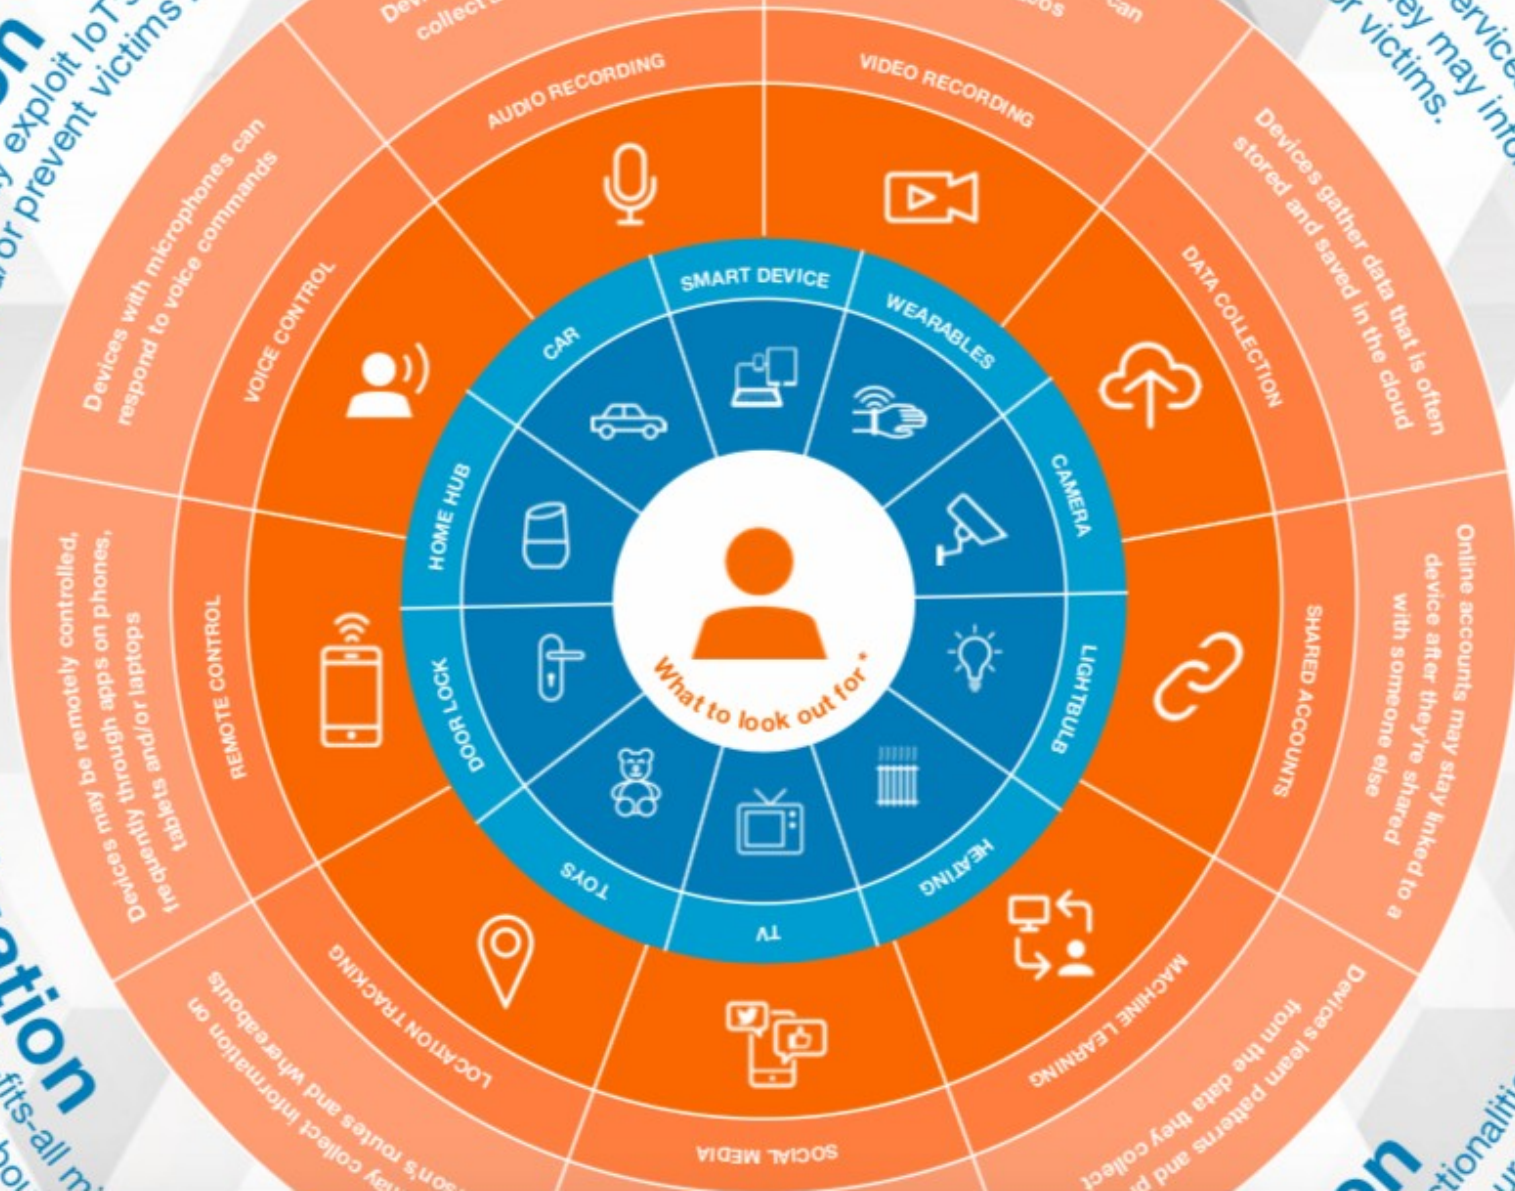 What to look out for *
SMART DEVICE
WEARABLES
CAMERA
LIGHTBULB
HEATING
TV
TOYS
DOOR LOCK
HOME HUB
CAR
AUDIO RECORDING
collect
VIDEO RECORDING
can
DATA COLLECTION
Devices gather data that is often
stored and saved in the cloud
SHARED ACCOUNTS
Online accounts may stay linked to a
device after they're shared
with someone else
MACHINE LEARNING
Devices learn patterns and
from the data they collect
SOCIAL MEDIA
LOCATION TRACKING
may collect information on
routes and whereabouts
REMOTE CONTROL
Devices may be remotely controlled,
frequently through apps on phones,
tablets and/or laptops
VOICE CONTROL
Devices with microphones can
respond to voice commands
exploit IoT's
prevent victims
ey may
or victims.
fits-all